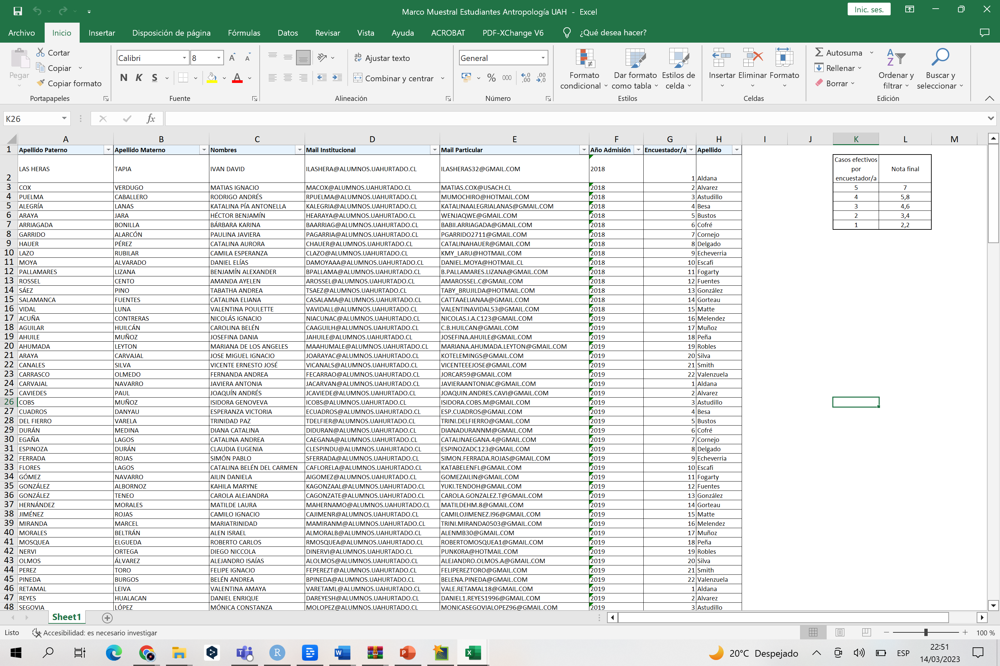 Marco Muestral Estudiantes Antropología UAH - Excel
Inic. ses.
Archivo Inicio Insertar Disposición de página Fórmulas Datos Revisar Vista Ayuda ACROBAT PDF-XChange V6 ¿Qué desea hacer?
Pegar Cortar Copiar Copiar formato Portapapeles
Calibri 8 N K S Fuente
Ajustar texto Combinar y centrar Alineación
General % 000 Número
Formato condicional Dar formato como tabla Estilos de celda Estilos
Insertar Eliminar Formato Celdas
Autosuma Rellenar Borrar Ordenar y filtrar Buscar y seleccionar Edición
K26 fx
A B C D E F G H I J K L M
1 Apellido Paterno Apellido Materno Nombres Mail Institucional Mail Particular Año Admisión Encuestador/a Apellido
2 LAS HERAS TAPIA IVAN DAVID ILASHERA@ALUMNOS.UAHURTADO.CL ILASHERAS32@GMAIL.COM 2018 1 Aldana Casos efectivos por encuestador/a Nota final
3 COX VERDUGO MATIAS IGNACIO MACOX@ALUMNOS.UAHURTADO.CL MATIAS.COX@USACH.CL 2018 2 Alvarez 5 7
4 PUELMA CABALLERO RODRIGO ANDRÉS RPUELMA@ALUMNOS.UAHURTADO.CL MUMOCHIRO@HOTMAIL.COM 2018 3 Astudillo 4 5,8
5 ALEGRÍA LANAS KATALINA PÍA ANTONELLA KALEGRIA@ALUMNOS.UAHURTADO.CL KATALINAALEGRIALANAS@GMAIL.COM 2018 4 Besa 3 4,6
6 ARAYA JARA HÉCTOR BENJAMÍN HEARAYA@ALUMNOS.UAHURTADO.CL WENJAQWE@GMAIL.COM 2018 5 Bustos 2 3,4
7 ARRIAGADA BONILLA BÁRBARA KARINA BAARRIAG@ALUMNOS.UAHURTADO.CL BABII.ARRIAGADA@GMAIL.COM 2018 6 Cofré 1 2,2
8 GARRIDO ALARCÓN PAULINA JAVIERA PAGARRIA@ALUMNOS.UAHURTADO.CL PGARRIDO2711@GMAIL.COM 2018 7 Cornejo
9 HAUER PÉREZ CATALINA AURORA CHAUER@ALUMNOS.UAHURTADO.CL CATALINAHAUER@GMAIL.COM 2018 8 Delgado
10 LAZO RUBILAR CAMILA ESPERANZA CLAZO@ALUMNOS.UAHURTADO.CL KMY_LARU@HOTMAIL.COM 2018 9 Echeverria
11 MOYA ALVARADO DANIEL ELÍAS DAMOYAAA@ALUMNOS.UAHURTADO.CL DANIEL.MOYA@HOTMAIL.CL 2018 10 Escafi
12 PALLAMARES LIZANA BENJAMÍN ALEXANDER BPALLAMA@ALUMNOS.UAHURTADO.CL B.PALLAMARES.LIZANA@GMAIL.COM 2018 11 Fogarty
13 ROSSEL CENTO AMANDA AYELEN AROSSEL@ALUMNOS.UAHURTADO.CL AMAROSSEL.C@GMAIL.COM 2018 12 Fuentes
14 SÁEZ PINO TABATHA ANDREA TSAEZ@ALUMNOS.UAHURTADO.CL TABY_BRUJILDA@HOTMAIL.COM 2018 13 González
15 SALAMANCA FUENTES CATALINA ELIANA CASALAMA@ALUMNOS.UAHURTADO.CL CATTAAELIANAA@GMAIL.COM 2018 14 Gorteau
16 VIDAL LUNA VALENTINA POULETTE VAVIDALL@ALUMNOS.UAHURTADO.CL VALENTINAVIDAL53@GMAIL.COM 2018 15 Matte
17 ACUÑA CONTRERAS NICOLÁS IGNACIO NIACUNAC@ALUMNOS.UAHURTADO.CL NICOLAS.I.A.C123@GMAIL.COM 2019 16 Melendez
18 AGUILAR HUILCÁN CAROLINA BELÉN CAAGUILH@ALUMNOS.UAHURTADO.CL C.B.HUILCAN@GMAIL.COM 2019 17 Muñoz
19 AHUILE MUÑOZ JOSEFINA DANIA JAHUILE@ALUMNOS.UAHURTADO.CL JOSEFINA.AHUILE@GMAIL.COM 2019 18 Peña
20 AHUMADA LEYTON MARIANA DE LOS ANGELES MAAHUMALE@ALUMNOS.UAHURTADO.CL MARIANA.AHUMADA.LEYTON@GMAIL.COM 2019 19 Robles
21 ARAYA CARVAJAL JOSE MIGUEL IGNACIO JOARAYAC@ALUMNOS.UAHURTADO.CL KOTELEMINGS@GMAIL.COM 2019 20 Silva
22 CANALES SILVA VICENTE ERNESTO JOSÉ VICANALS@ALUMNOS.UAHURTADO.CL VICENTEEEJOSE@GMAIL.COM 2019 21 Smith
23 CARRASCO OLMEDO FERNANDA ANDREA FECARRAO@ALUMNOS.UAHURTADO.CL JORCAR59@GMAIL.COM 2019 22 Valenzuela
24 CARVAJAL NAVARRO JAVIERA ANTONIA JACARVAN@ALUMNOS.UAHURTADO.CL JAVIERAANTONIAC@GMAIL.COM 2019 1 Aldana
25 CAVIEDES PAUL JOAQUÍN ANDRÉS JCAVIEDE@ALUMNOS.UAHURTADO.CL JOAQUIN.ANDRES.CAVI@GMAIL.COM 2019 2 Alvarez
26 COBS MUÑOZ ISIDORA GENOVEVA ICOBS@ALUMNOS.UAHURTADO.CL ISIDORA.COBS.M@GMAIL.COM 2019 3 Astudillo
27 CUADROS DANYAU ESPERANZA VICTORIA ECUADROS@ALUMNOS.UAHURTADO.CL ESP.CUADROS@GMAIL.COM 2019 4 Besa
28 DEL FIERRO VARELA TRINIDAD PAZ TDELFIER@ALUMNOS.UAHURTADO.CL TRINI.DELFIERRO@GMAIL.COM 2019 5 Bustos
29 DURÁN MEDINA DIANA CATALINA DIDURAN@ALUMNOS.UAHURTADO.CL DIANADURANNM@GMAIL.COM 2019 6 Cofré
30 EGAÑA LAGOS CATALINA ANDREA CAEGANA@ALUMNOS.UAHURTADO.CL CATALINAEGANA.4@GMAIL.COM 2019 7 Cornejo
31 ESPINOZA DURÁN CLAUDIA EUGENIA CLESPINDU@ALUMNOS.UAHURTADO.CL ESPINOZADC123@GMAIL.COM 2019 8 Delgado
32 FERRADA ROJAS SIMÓN PABLO SFERRADA@ALUMNOS.UAHURTADO.CL SIMON.FERRADA.ROJAS@GMAIL.COM 2019 9 Echeverria
33 FLORES LAGOS CATALINA BELÉN DEL CARMEN CAFLORELA@ALUMNOS.UAHURTADO.CL KATABELENFL@GMAIL.COM 2019 10 Escafi
34 GÓMEZ NAVARRO AILIN DANIELA AIGOMEZ@ALUMNOS.UAHURTADO.CL GOMEZAILIN@GMAIL.COM 2019 11 Fogarty
35 GONZÁLEZ ALBORNOZ KAHILA MARYNE KAGONZAAL@ALUMNOS.UAHURTADO.CL YUKI.TENDOH@GMAIL.COM 2019 12 Fuentes
36 GONZÁLEZ TENEO CAROLA ALEJANDRA CAGONZATE@ALUMNOS.UAHURTADO.CL CAROLA.GONZALEZ.T@GMAIL.COM 2019 13 González
37 HERNÁNDEZ MORALES MATILDE LAURA MAHERNAMO@ALUMNOS.UAHURTADO.CL MATILDEHM.8@GMAIL.COM 2019 14 Gorteau
38 JIMÉNEZ ROJAS CAMILO IGNACIO CAJIMENR@ALUMNOS.UAHURTADO.CL CAMILOJIMENEZ.I96@GMAIL.COM 2019 15 Matte
39 MIRANDA MARCEL MARIATRINIDAD MAMIRANM@ALUMNOS.UAHURTADO.CL TRINI.MIRANDA0503@GMAIL.COM 2019 16 Melendez
40 MORALES BELTRÁN ALEN ISRAEL ALMORALB@ALUMNOS.UAHURTADO.CL ALENMB30@GMAIL.COM 2019 17 Muñoz
41 MOSQUEA ELGUEDA ROBERTO CARLOS RMOSQUEA@ALUMNOS.UAHURTADO.CL ROBERTOMOSQUEA1@GMAIL.COM 2019 18 Peña
42 NERVI ORTEGA DIEGO NICCOLA DINERVI@ALUMNOS.UAHURTADO.CL PUNK0RA@HOTMAIL.COM 2019 19 Robles
43 OLMOS ÁLVAREZ ALEJANDRO ISAÍAS ALOLMOS@ALUMNOS.UAHURTADO.CL ALEJANDRO.OLMOS.A@GMAIL.COM 2019 20 Silva
44 PEREZ TORO FELIPE IGNACIO FEPEREZT@ALUMNOS.UAHURTADO.CL FELIPEREZTORO@GMAIL.COM 2019 21 Smith
45 PINEDA BURGOS BELÉN ANDREA BPINEDA@ALUMNOS.UAHURTADO.CL BELENA.PINEDA@GMAIL.COM 2019 22 Valenzuela
46 RETAMAL LEIVA VALENTINA AMAYA VARETAML@ALUMNOS.UAHURTADO.CL VALE.RETAMAL18@GMAIL.COM 2019 1 Aldana
47 REYES HUALACAN DANIEL ENRIQUE DAREYESH@ALUMNOS.UAHURTADO.CL DANIEL1.REYES1996@GMAIL.COM 2019 2 Alvarez
48 SEGOVIA LÓPEZ MÓNICA CONSTANZA MOLOPEZ@ALUMNOS.UAHURTADO.CL MONICASEGOVIALOPEZ96@GMAIL.COM 2019 3 Astudillo
Sheet1
Listo Accesibilidad: es necesario investigar 100 %
20°C Despejado ESP 22:51
14/03/2023